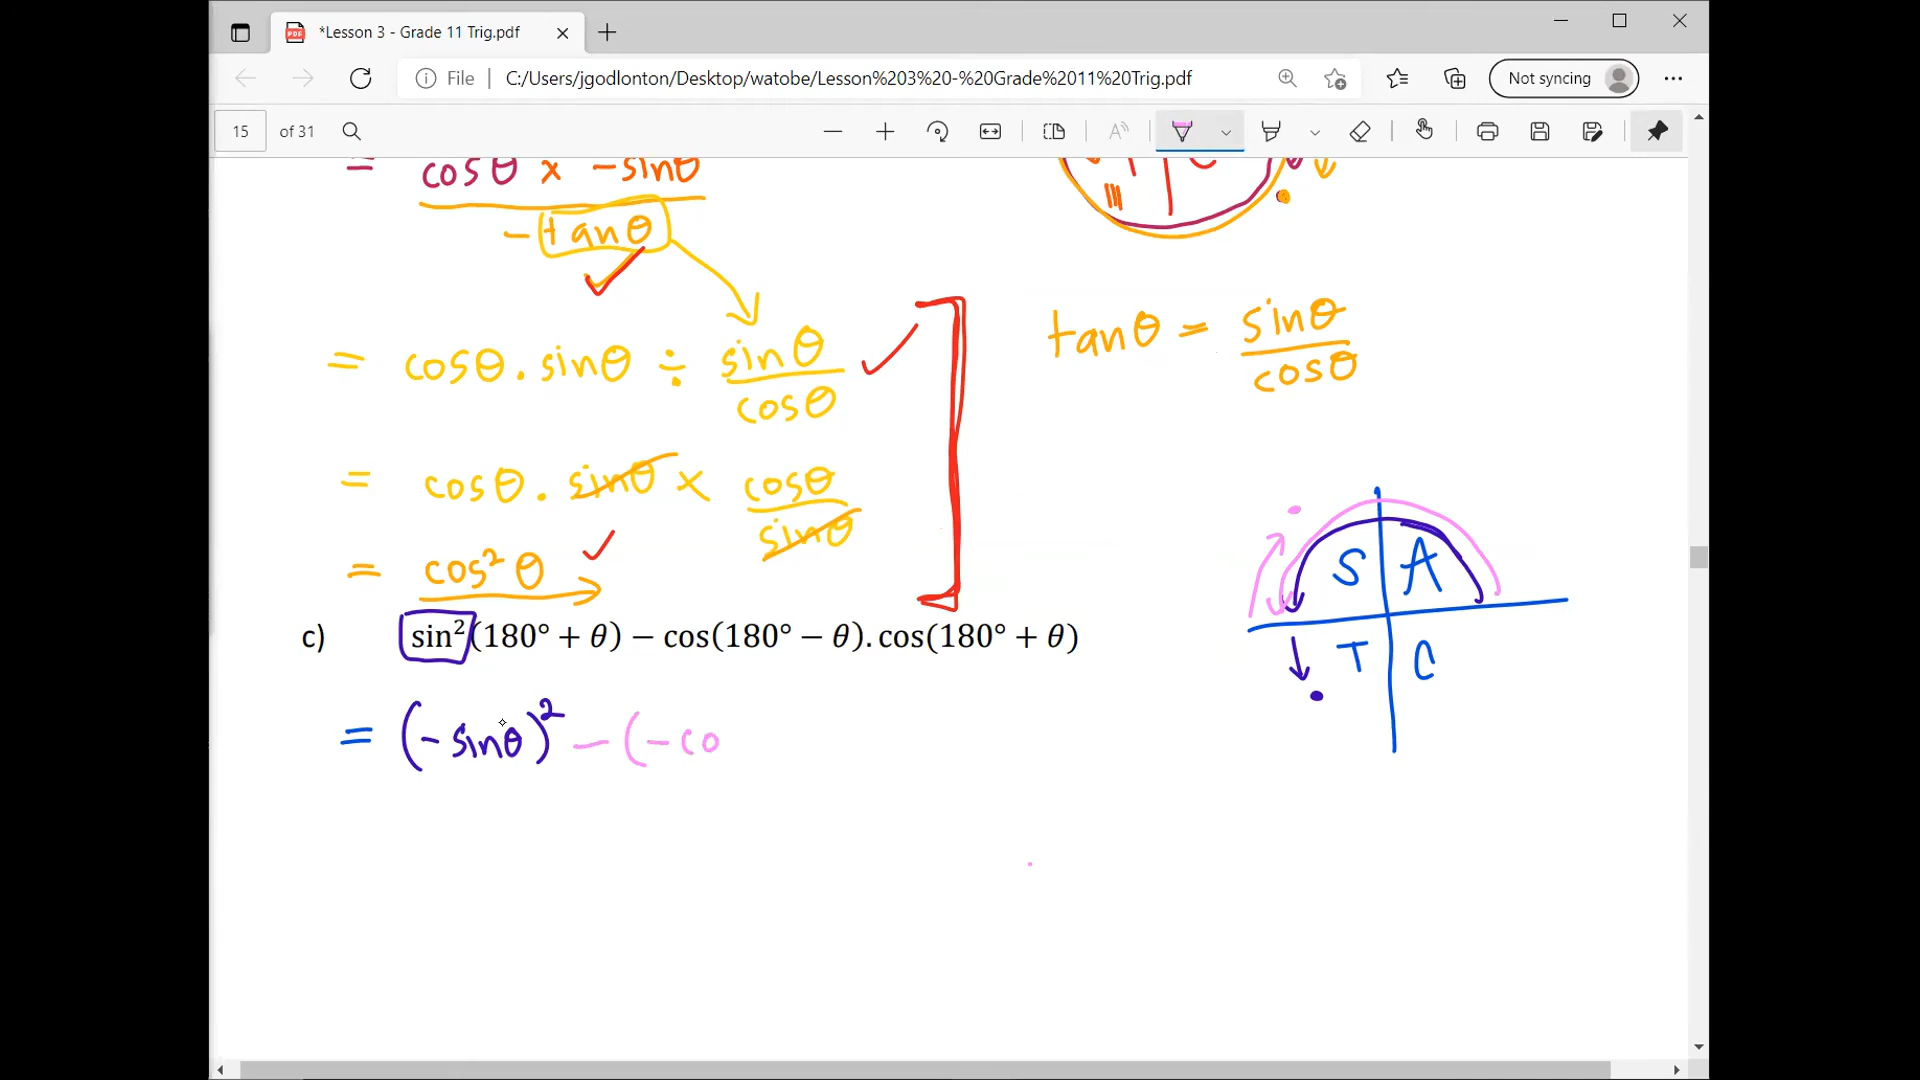 *Lesson 3 - Grade 11 Trig.pdf
File | C:/Users/jgodlonton/Desktop/watobe/Lesson%203%20-%20Grade%2011%20Trig.pdf
Not syncing
15 of 31
= cosθ x -sinθ
- tanθ
= cosθ . sinθ ÷ sinθ
cosθ
tanθ = sinθ
cosθ
= cosθ . sinθ x cosθ
sinθ
= cos² θ
S A
T C
c) sin²(180° + θ) − cos(180° − θ).cos(180° + θ)
= (- sinθ)² - (-co